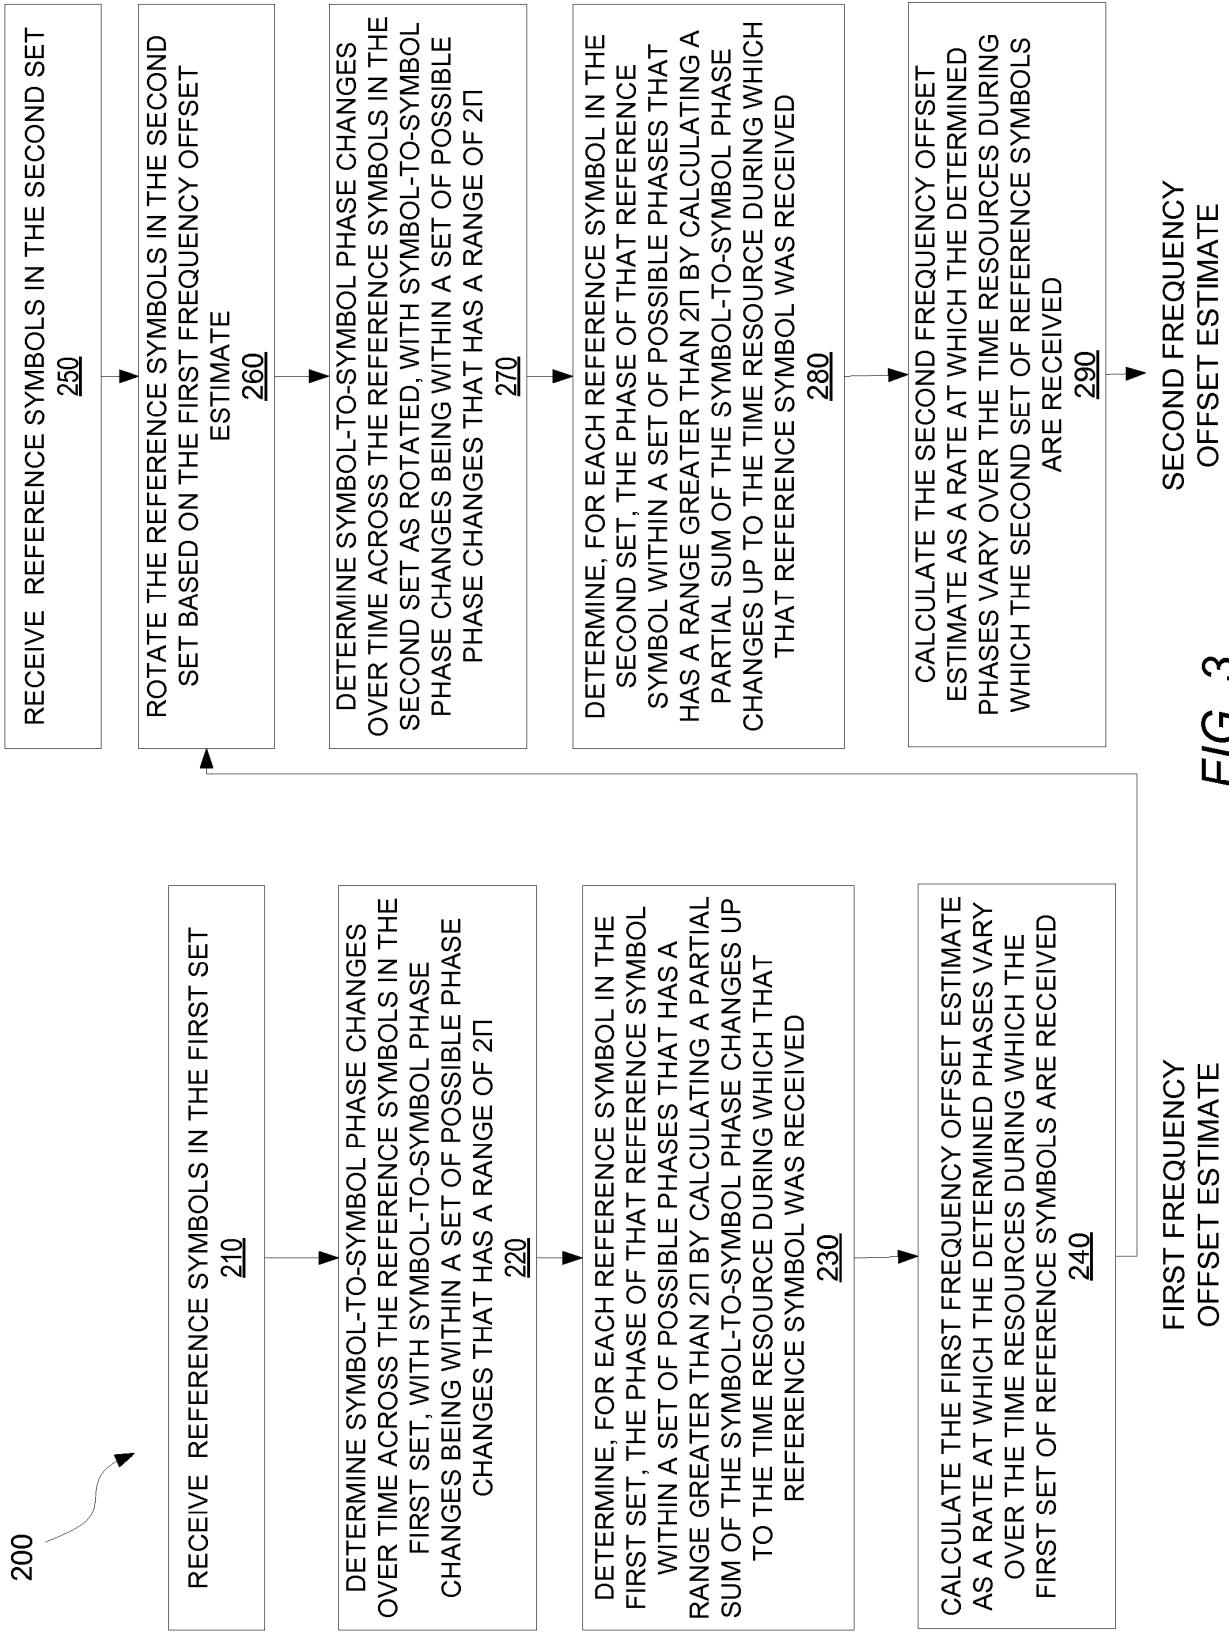 200
RECEIVE REFERENCE SYMBOLS IN THE FIRST SET
210
DETERMINE SYMBOL-TO-SYMBOL PHASE CHANGES
OVER TIME ACROSS THE REFERENCE SYMBOLS IN THE
FIRST SET, WITH SYMBOL-TO-SYMBOL PHASE
CHANGES BEING WITHIN A SET OF POSSIBLE PHASE
CHANGES THAT HAS A RANGE OF 2Π
220
DETERMINE, FOR EACH REFERENCE SYMBOL IN THE
FIRST SET, THE PHASE OF THAT REFERENCE SYMBOL
WITHIN A SET OF POSSIBLE PHASES THAT HAS A
RANGE GREATER THAN 2Π BY CALCULATING A PARTIAL
SUM OF THE SYMBOL-TO-SYMBOL PHASE CHANGES UP
TO THE TIME RESOURCE DURING WHICH THAT
REFERENCE SYMBOL WAS RECEIVED
230
CALCULATE THE FIRST FREQUENCY OFFSET ESTIMATE
AS A RATE AT WHICH THE DETERMINED PHASES VARY
OVER THE TIME RESOURCES DURING WHICH THE
FIRST SET OF REFERENCE SYMBOLS ARE RECEIVED
240
FIRST FREQUENCY
OFFSET ESTIMATE
RECEIVE REFERENCE SYMBOLS IN THE SECOND SET
250
ROTATE THE REFERENCE SYMBOLS IN THE SECOND
SET BASED ON THE FIRST FREQUENCY OFFSET
ESTIMATE
260
DETERMINE SYMBOL-TO-SYMBOL PHASE CHANGES
OVER TIME ACROSS THE REFERENCE SYMBOLS IN THE
SECOND SET AS ROTATED, WITH SYMBOL-TO-SYMBOL
PHASE CHANGES BEING WITHIN A SET OF POSSIBLE
PHASE CHANGES THAT HAS A RANGE OF 2Π
270
DETERMINE, FOR EACH REFERENCE SYMBOL IN THE
SECOND SET, THE PHASE OF THAT REFERENCE
SYMBOL WITHIN A SET OF POSSIBLE PHASES THAT
HAS A RANGE GREATER THAN 2Π BY CALCULATING A
PARTIAL SUM OF THE SYMBOL-TO-SYMBOL PHASE
CHANGES UP TO THE TIME RESOURCE DURING WHICH
THAT REFERENCE SYMBOL WAS RECEIVED
280
CALCULATE THE SECOND FREQUENCY OFFSET
ESTIMATE AS A RATE AT WHICH THE DETERMINED
PHASES VARY OVER THE TIME RESOURCES DURING
WHICH THE SECOND SET OF REFERENCE SYMBOLS
ARE RECEIVED
290
SECOND FREQUENCY
OFFSET ESTIMATE
FIG. 3